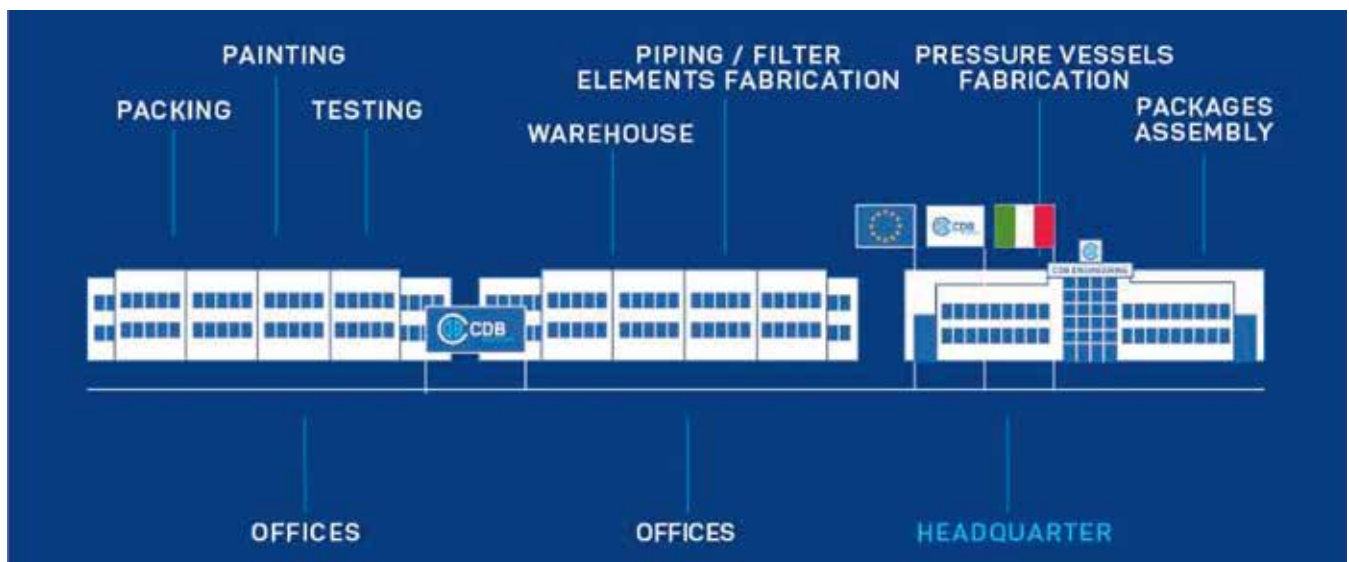 PAINTING
PACKING
TESTING
PIPING / FILTER
ELEMENTS FABRICATION
WAREHOUSE
PRESSURE VESSELS
FABRICATION
PACKAGES
ASSEMBLY
CDB
CDB ENGINEERING
CDB
OFFICES
OFFICES
HEADQUARTER